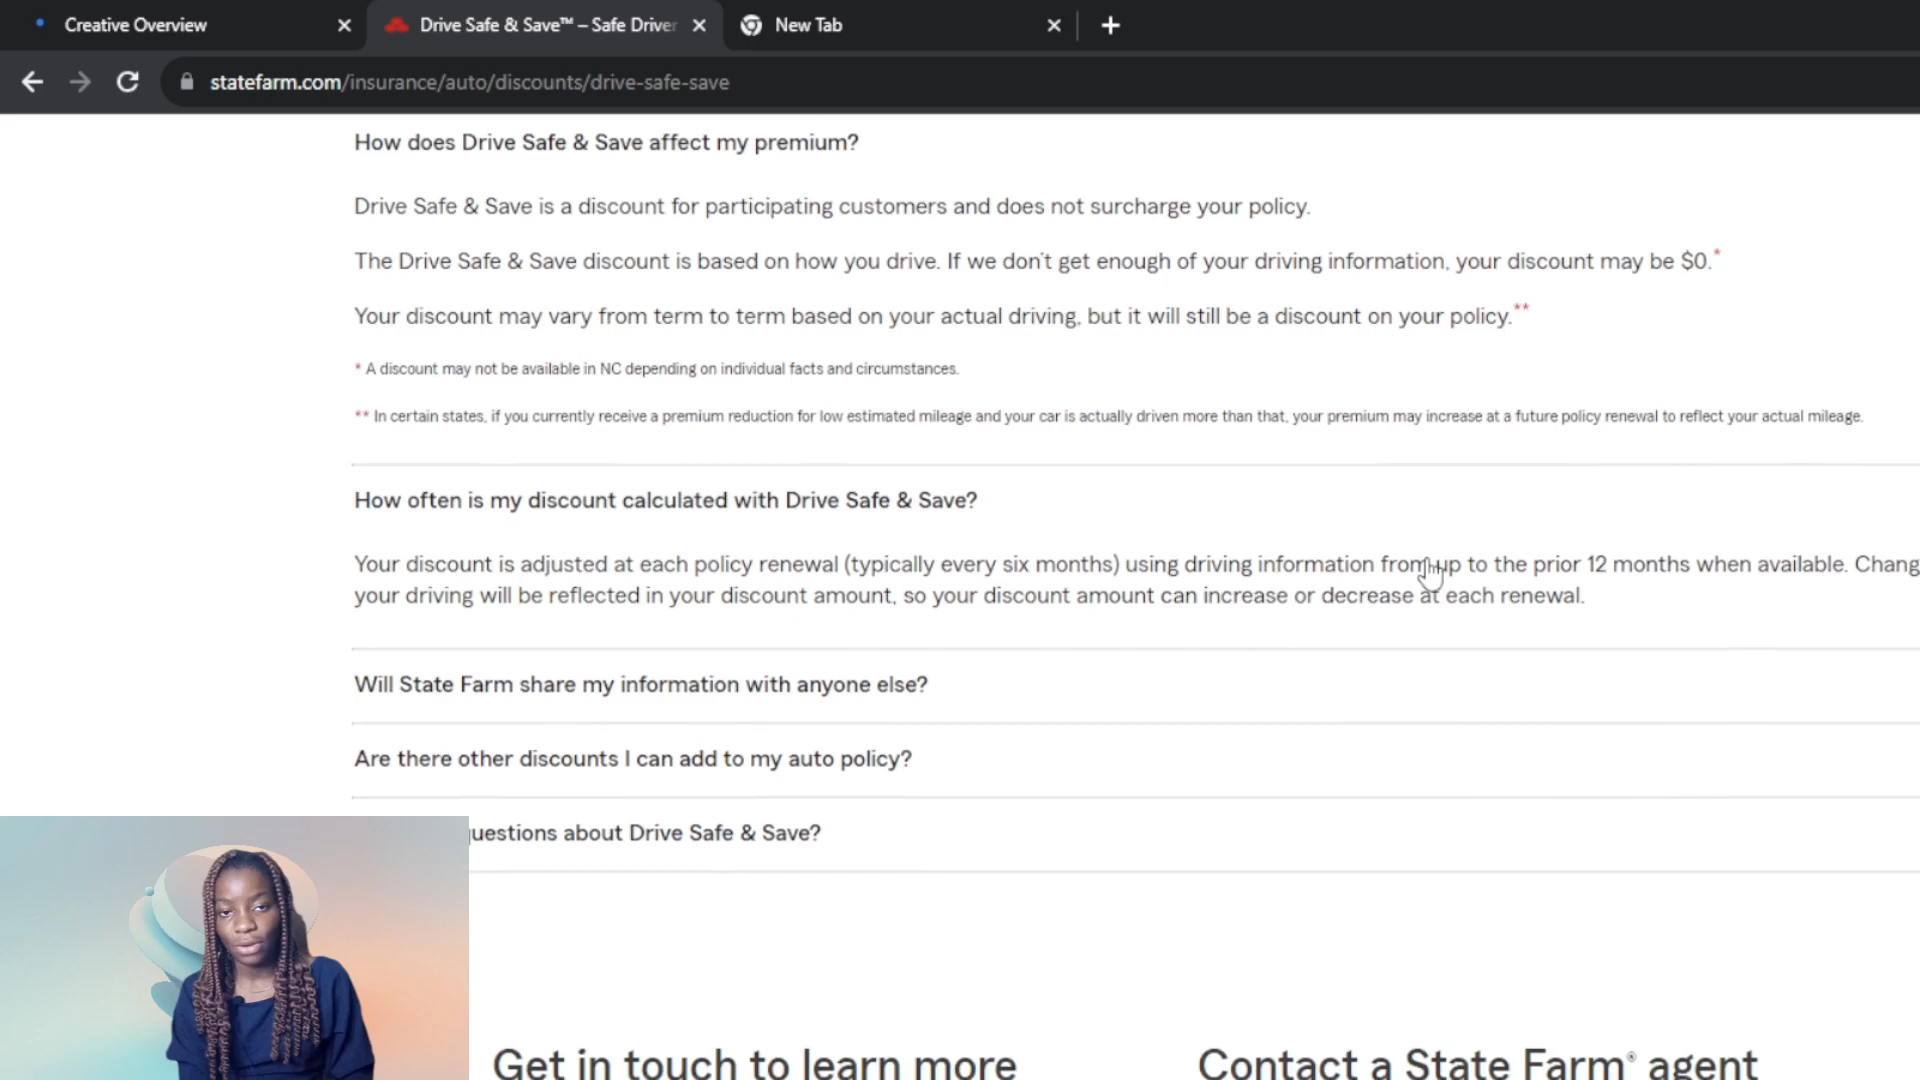 Creative Overview
Drive Safe & Save™ – Safe Driver
New Tab
statefarm.com/insurance/auto/discounts/drive-safe-save
How does Drive Safe & Save affect my premium?
Drive Safe & Save is a discount for participating customers and does not surcharge your policy.
The Drive Safe & Save discount is based on how you drive. If we don't get enough of your driving information, your discount may be $0.*
Your discount may vary from term to term based on your actual driving, but it will still be a discount on your policy.**
* A discount may not be available in NC depending on individual facts and circumstances.
** In certain states, if you currently receive a premium reduction for low estimated mileage and your car is actually driven more than that, your premium may increase at a future policy renewal to reflect your actual mileage.
How often is my discount calculated with Drive Safe & Save?
Your discount is adjusted at each policy renewal (typically every six months) using driving information from up to the prior 12 months when available. Chang
your driving will be reflected in your discount amount, so your discount amount can increase or decrease at each renewal.
Will State Farm share my information with anyone else?
Are there other discounts I can add to my auto policy?
questions about Drive Safe & Save?
Get in touch to learn more
Contact a State Farm® agent